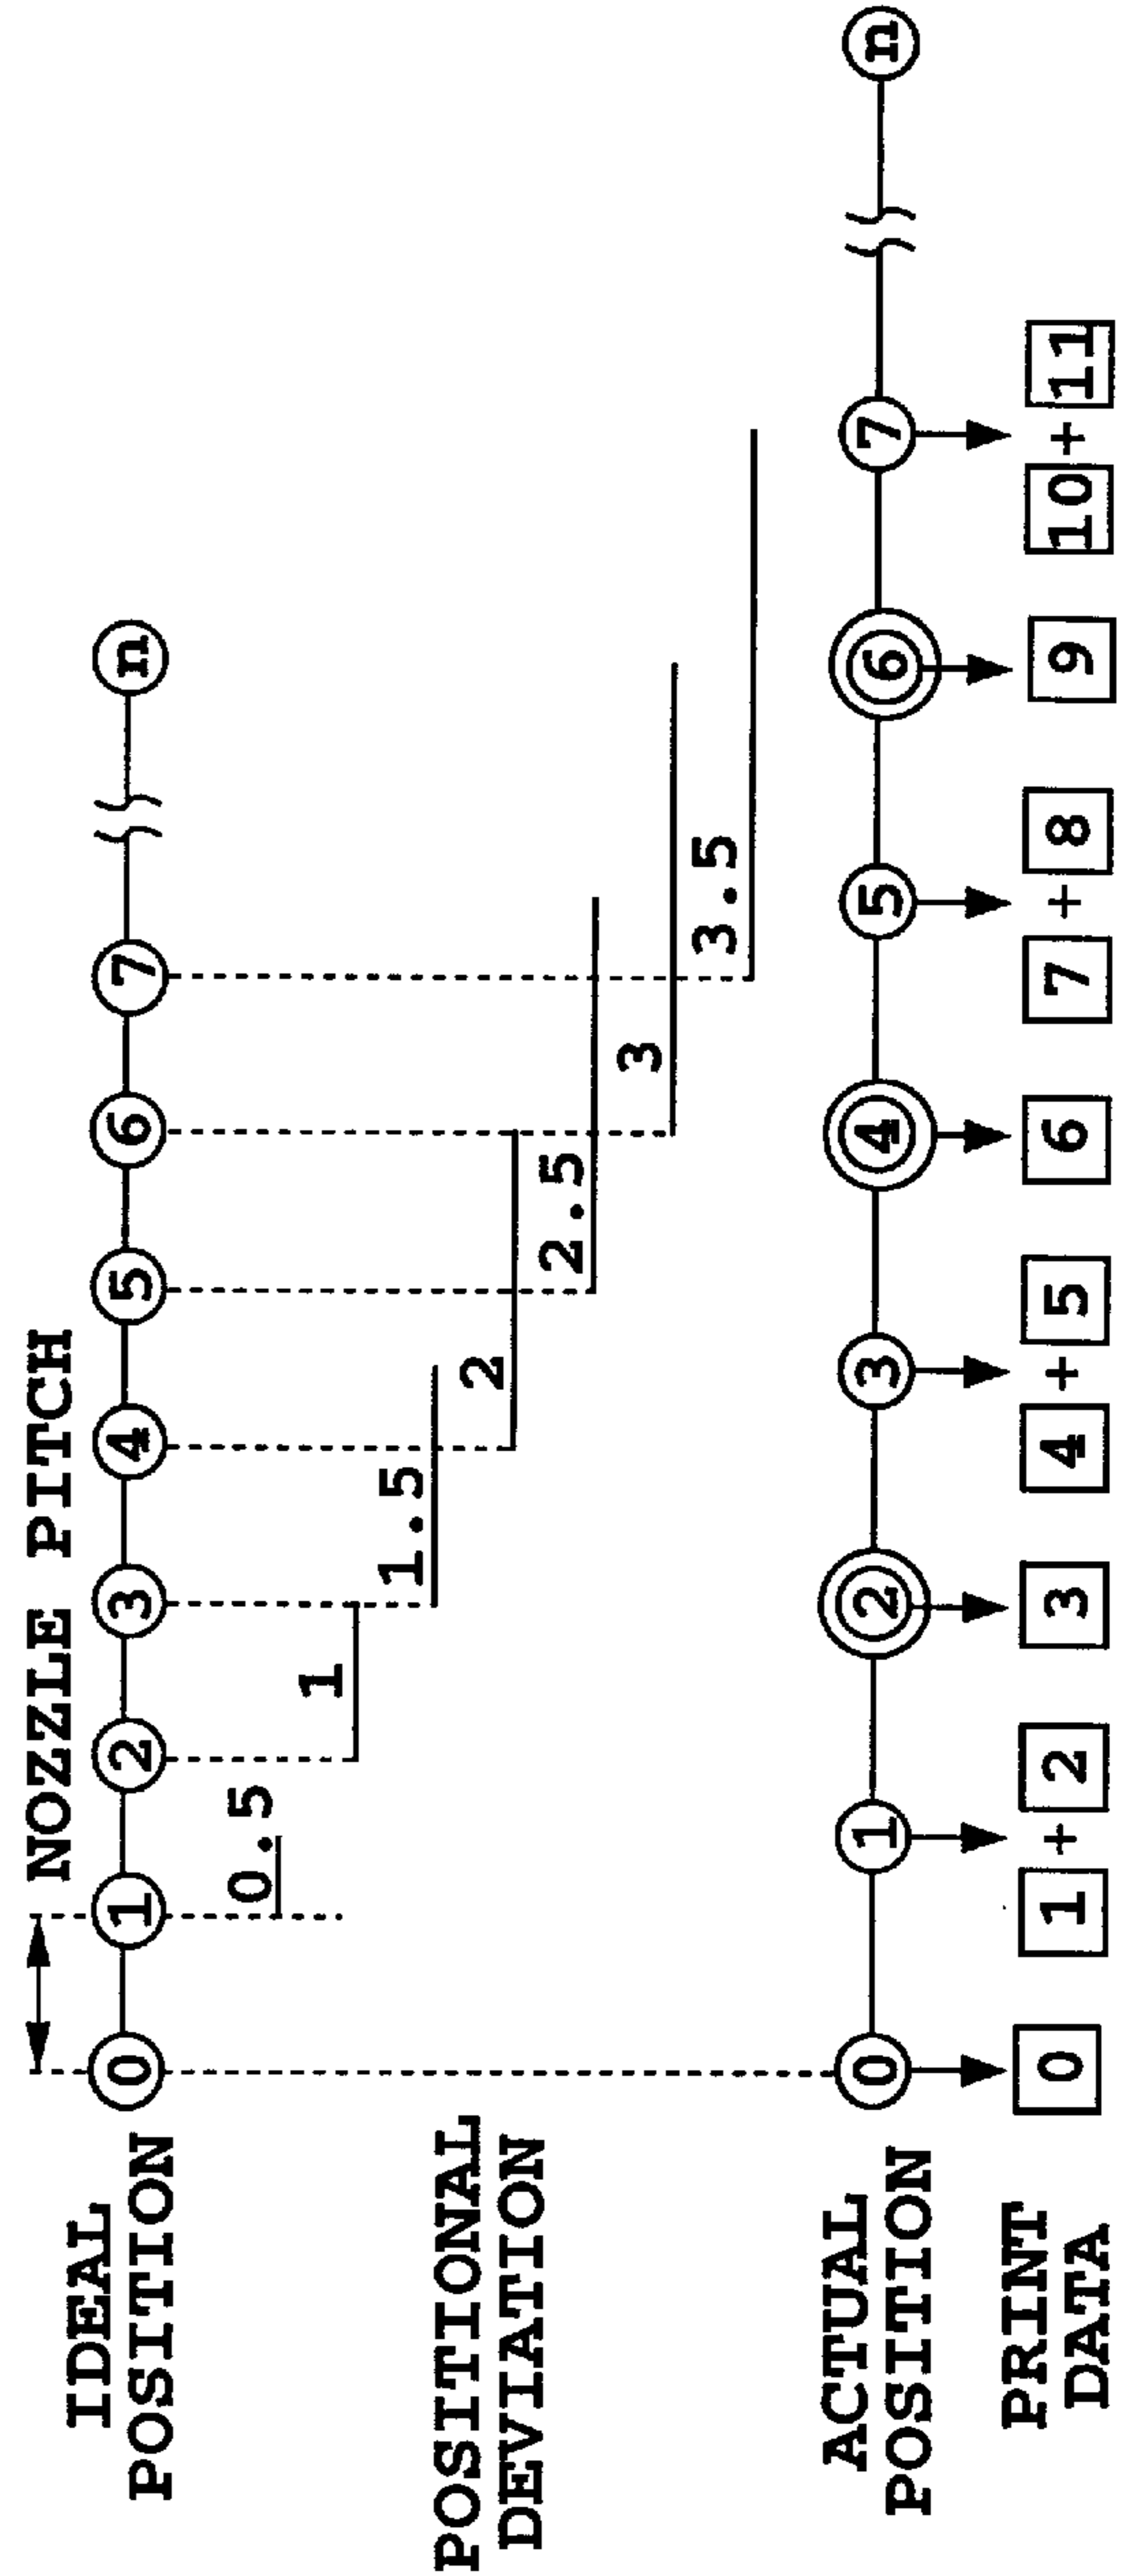 NOZZLE PITCH
IDEAL
POSITION
0 1 2 3 4 5 6 7 n
POSITIONAL
DEVIATION
0.5
1
1.5
2
2.5
3
3.5
ACTUAL
POSITION
0 1 2 3 4 5 6 7 n
PRINT
DATA
0 1 + 2 3 4 + 5 6 7 + 8 9 10 + 11